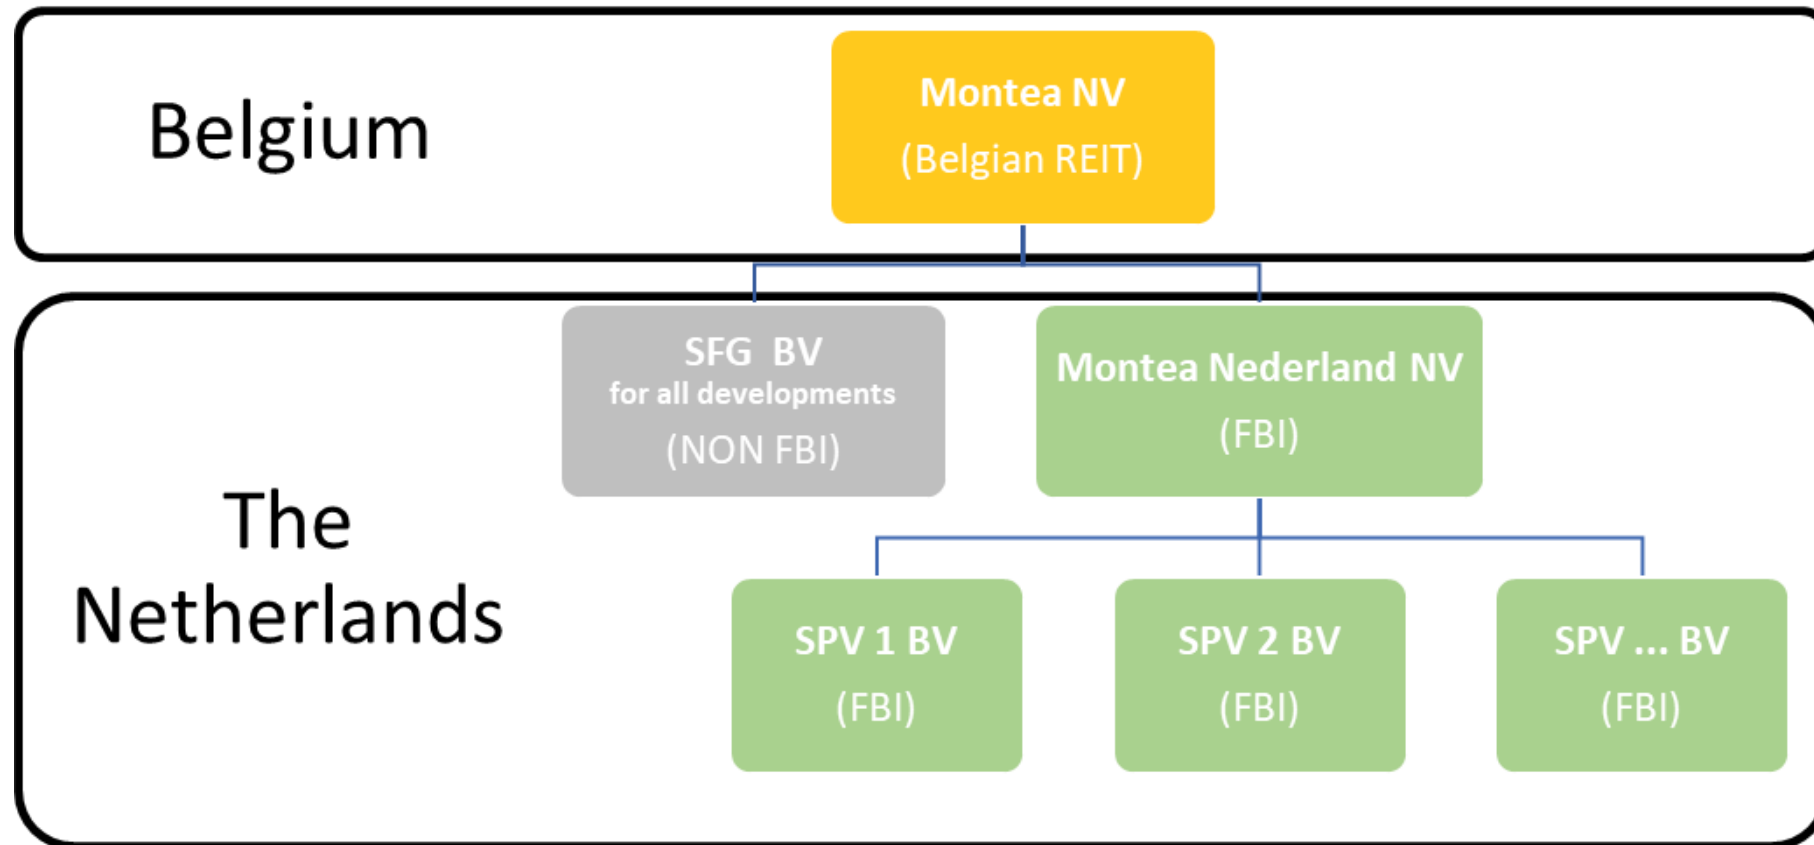 Belgium
Montea NV
(Belgian REIT)
SFG BV
for all developments
(NON FBI)
Montea Nederland NV
(FBI)
The
Netherlands
SPV 1 BV
(FBI)
SPV 2 BV
(FBI)
SPV ... BV
(FBI)